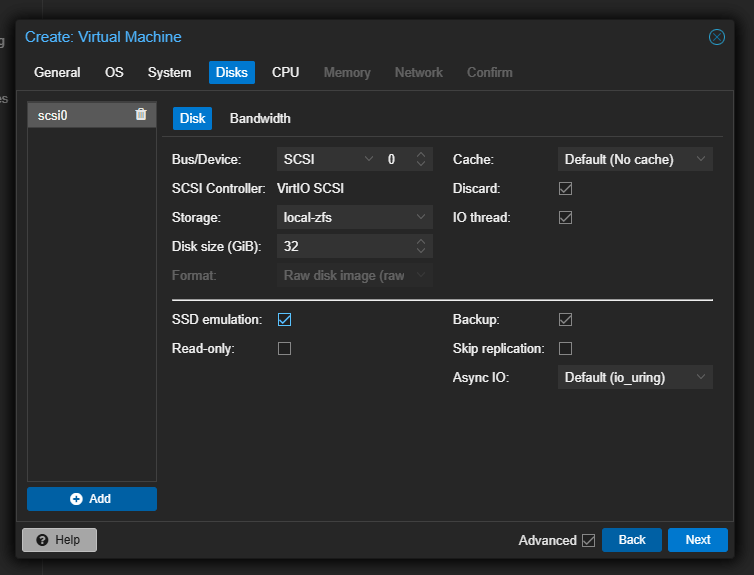 Create: Virtual Machine
General OS System Disks CPU Memory Network Confirm
es
scsi0
Disk Bandwidth
Bus/Device: SCSI 0 Cache: Default (No cache)
SCSI Controller: VirtIO SCSI Discard:
Storage: local-zfs IO thread:
Disk size (GiB): 32
Format: Raw disk image (raw
SSD emulation: Backup:
Read-only: Skip replication:
Async IO: Default (io_uring)
Add
Help Advanced Back Next